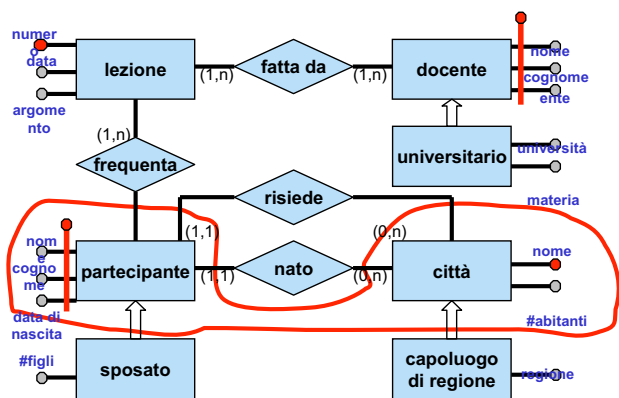 numer
o
data
argome
nto
lezione
(1,n)
fatta da
(1,n)
docente
nome
cognome
ente
(1,n)
frequenta
universitario
università
materia
risiede
(1,1)
(0,n)
nom
e
cogno
me
data di
nascita
partecipante
(1,1)
nato
(0,n)
città
nome
#abitanti
#figli
sposato
capoluogo
di regione
regione